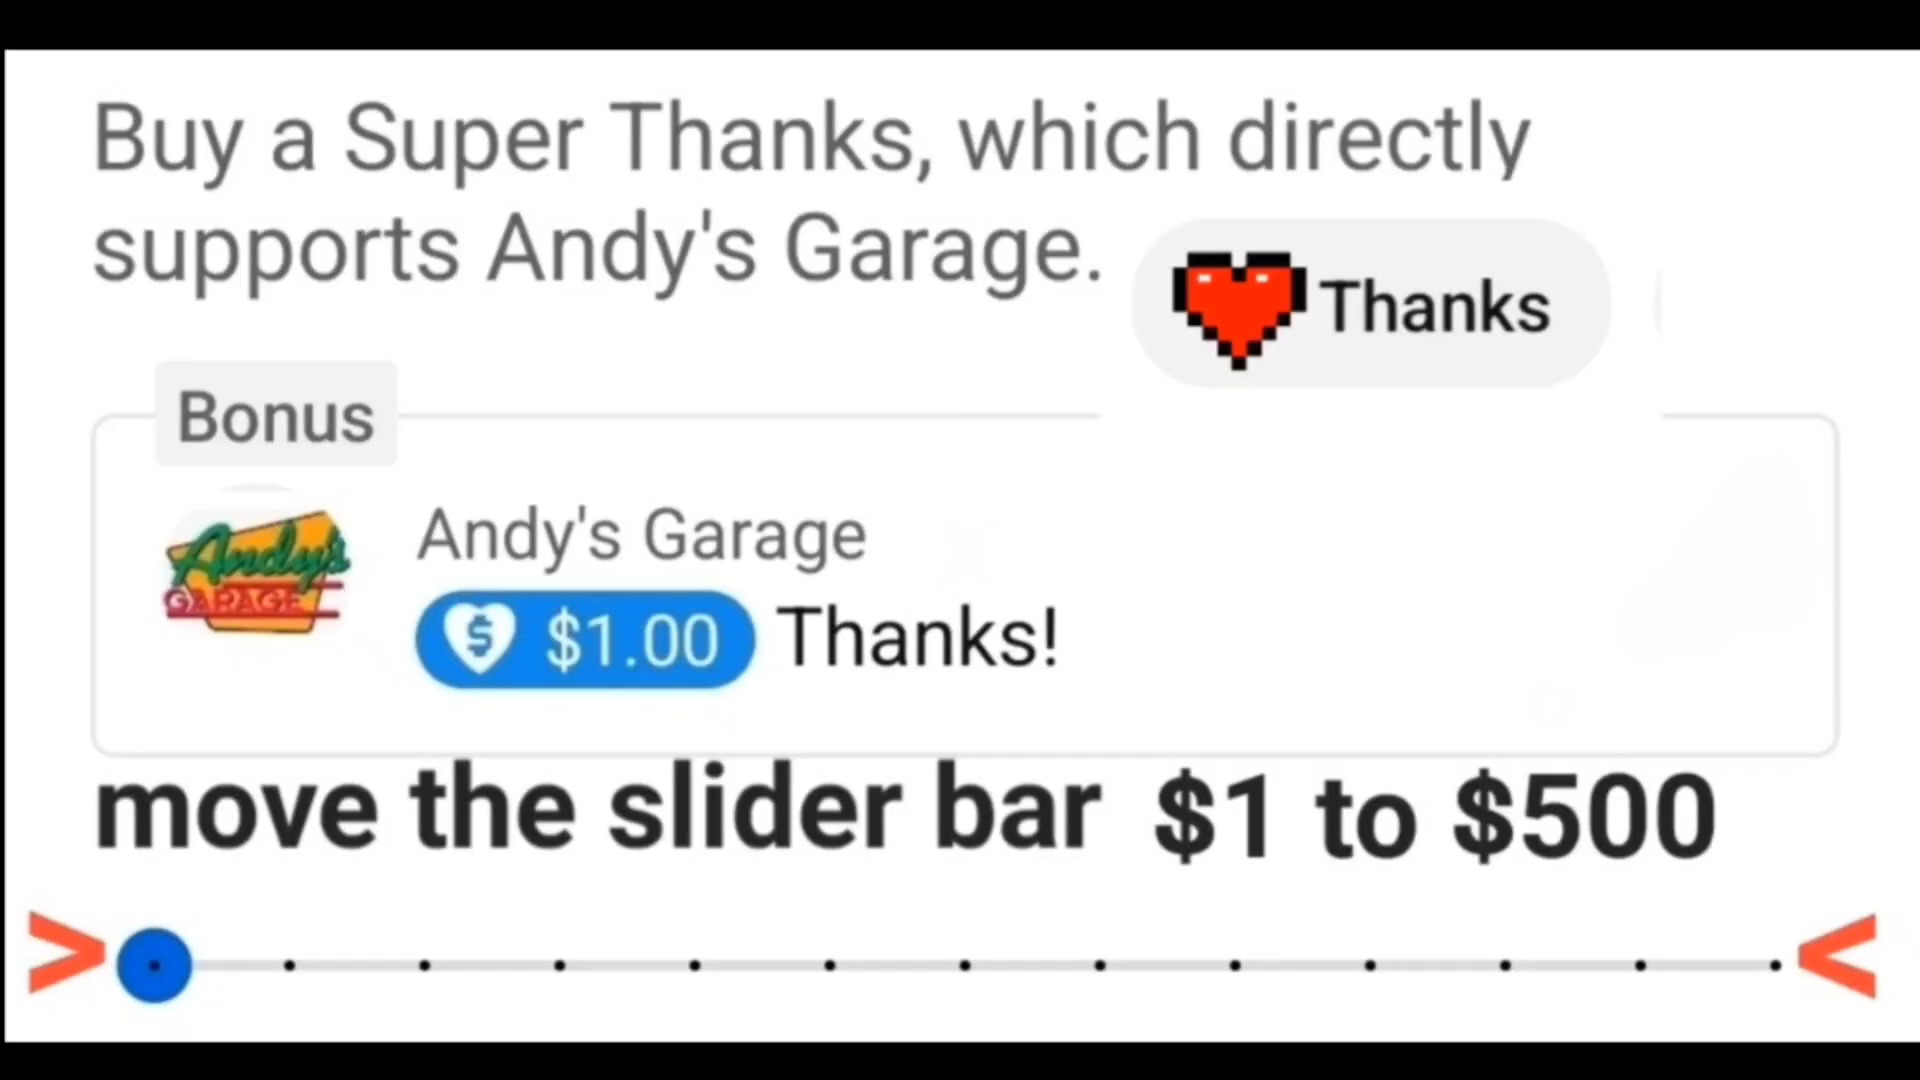 Buy a Super Thanks, which directly
supports Andy's Garage.
Thanks
Bonus
Andy's
GARAGE
Andy's Garage
$ $1.00 Thanks!
move the slider bar $1 to $500
> <